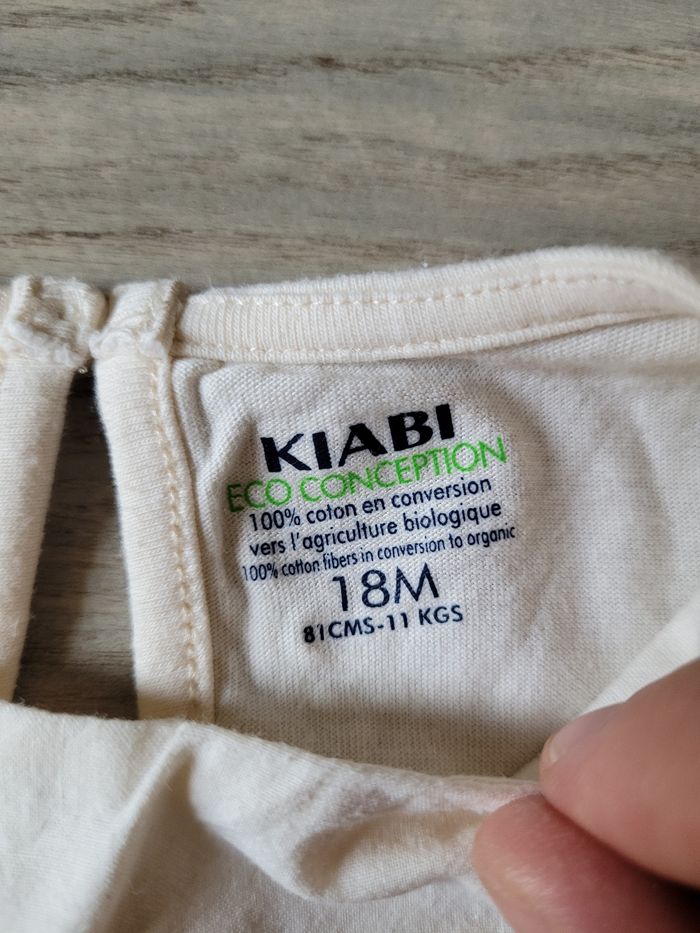 KIABI
ECO CONCEPTION
100% coton en conversion
vers l'agriculture biologique
100% cotton fibers in conversion to organic
18M
81CMS-11 KGS